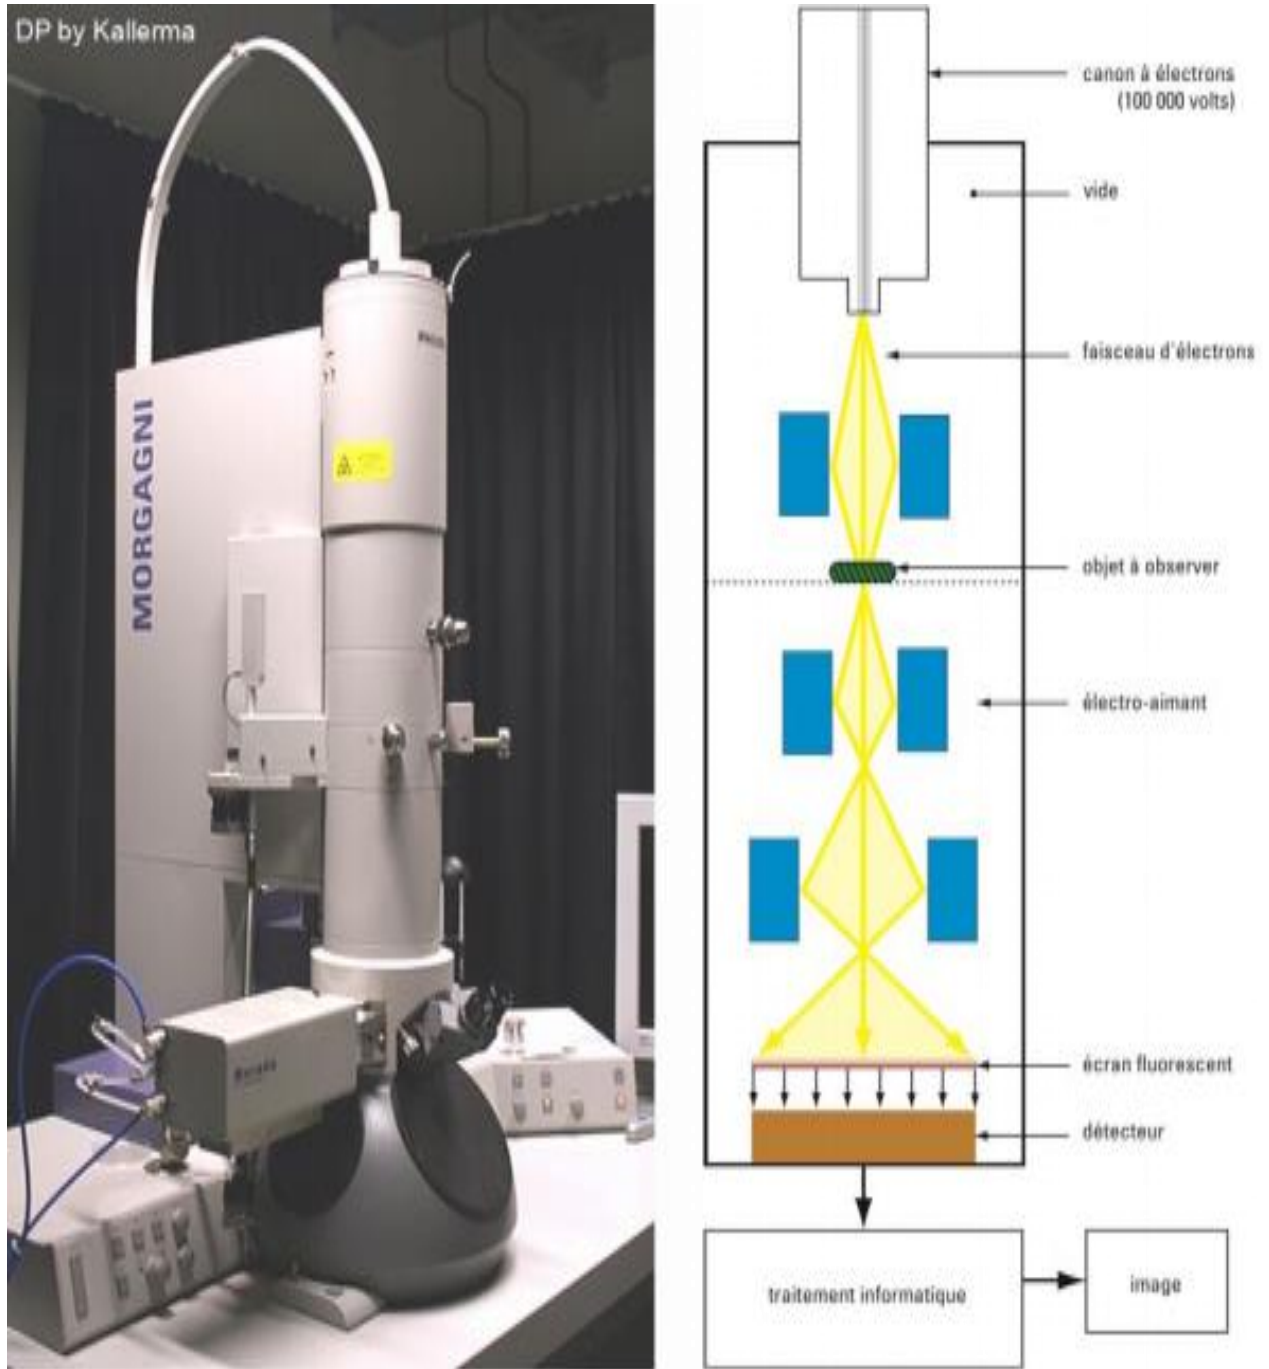 DP by Kallerma
MORGAGNI
canon à électrons
(100 000 volts)
vide
faisceau d'électrons
objet à observer
électro-aimant
écran fluorescent
détecteur
traitement informatique
image